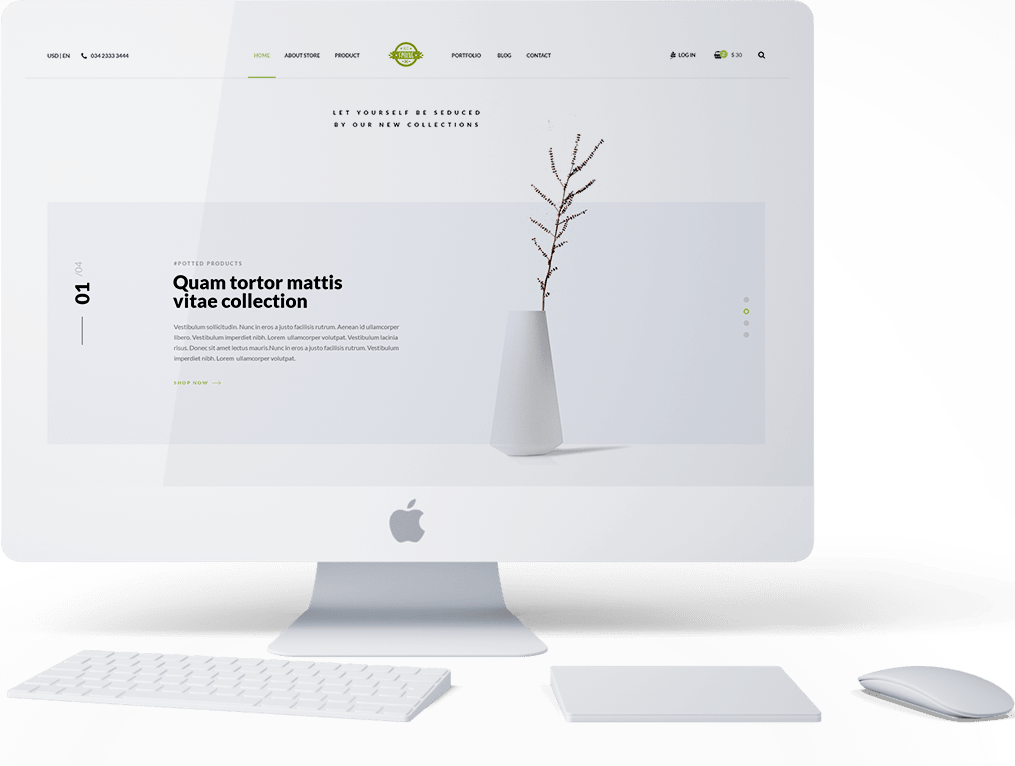 USD | EN
034 2333 3444
HOME
ABOUT STORE
PRODUCT
PORTFOLIO
BLOG
CONTACT
LOG IN
$ 30
LET YOURSELF BE SEDUCED
BY OUR NEW COLLECTIONS
01 /04
#POTTED PRODUCTS
Quam tortor mattis
vitae collection
Vestibulum sollicitudin. Nunc in eros a justo facilisis rutrum. Aenean id ullamcorper
libero. Vestibulum imperdiet nibh. Lorem ullamcorper volutpat. Vestibulum lacinia
risus. Donec sit amet lectus mauris Nunc in eros a justo facilisis rutrum. Vestibulum
imperdiet nibh. Lorem ullamcorper volutpat.
SHOP NOW